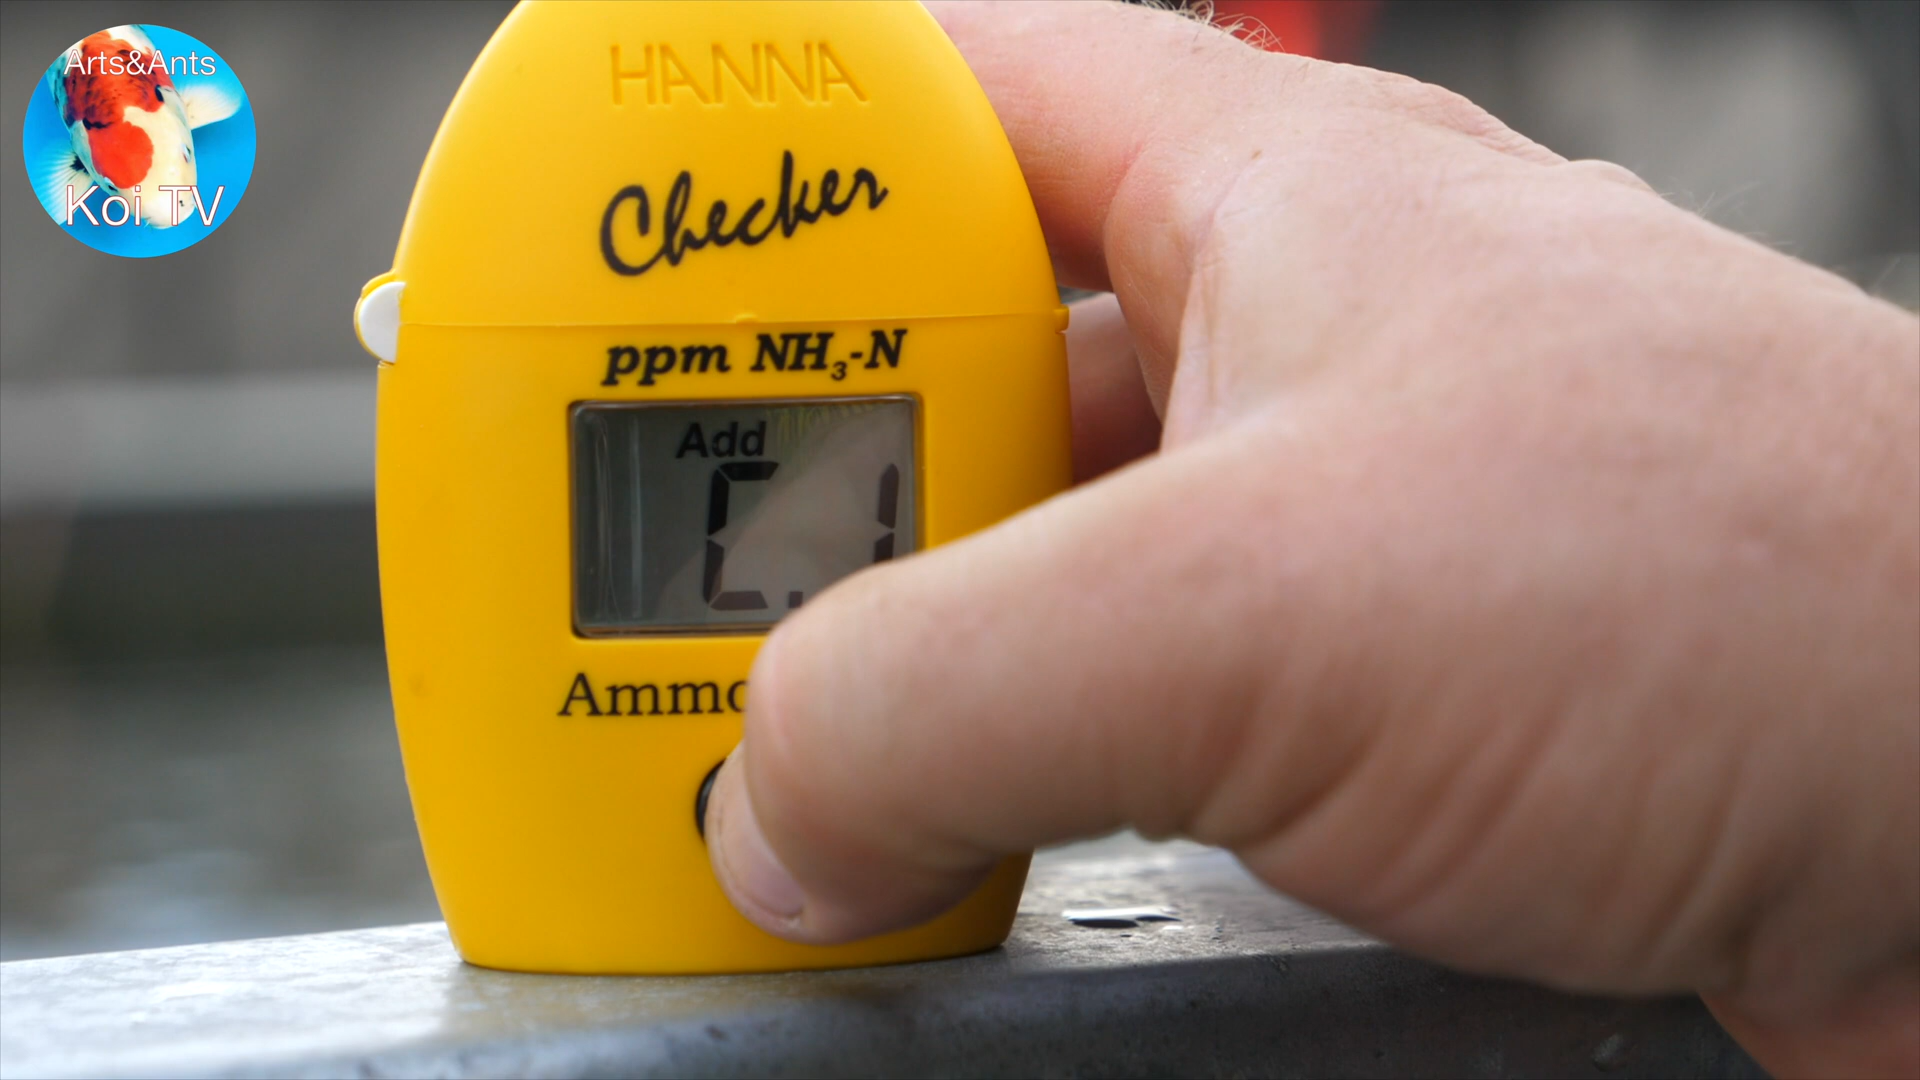 Arts&Ants
Koi TV
HANNA
Checker
ppm NH₃-N
Add
C.1
Ammo